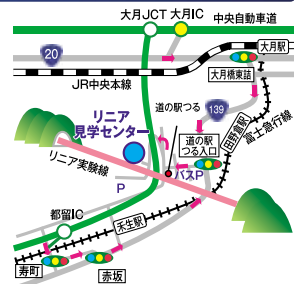 大月JCT 大月IC
中央自動車道
20
大月駅
JR中央本線
大月橋東詰
道の駅つる
139
リニア
見学センター
道の駅
つる入口
田野倉駅
富士急行線
リニア実験線
バスP
P
都留IC
禾生駅
寿町
赤坂